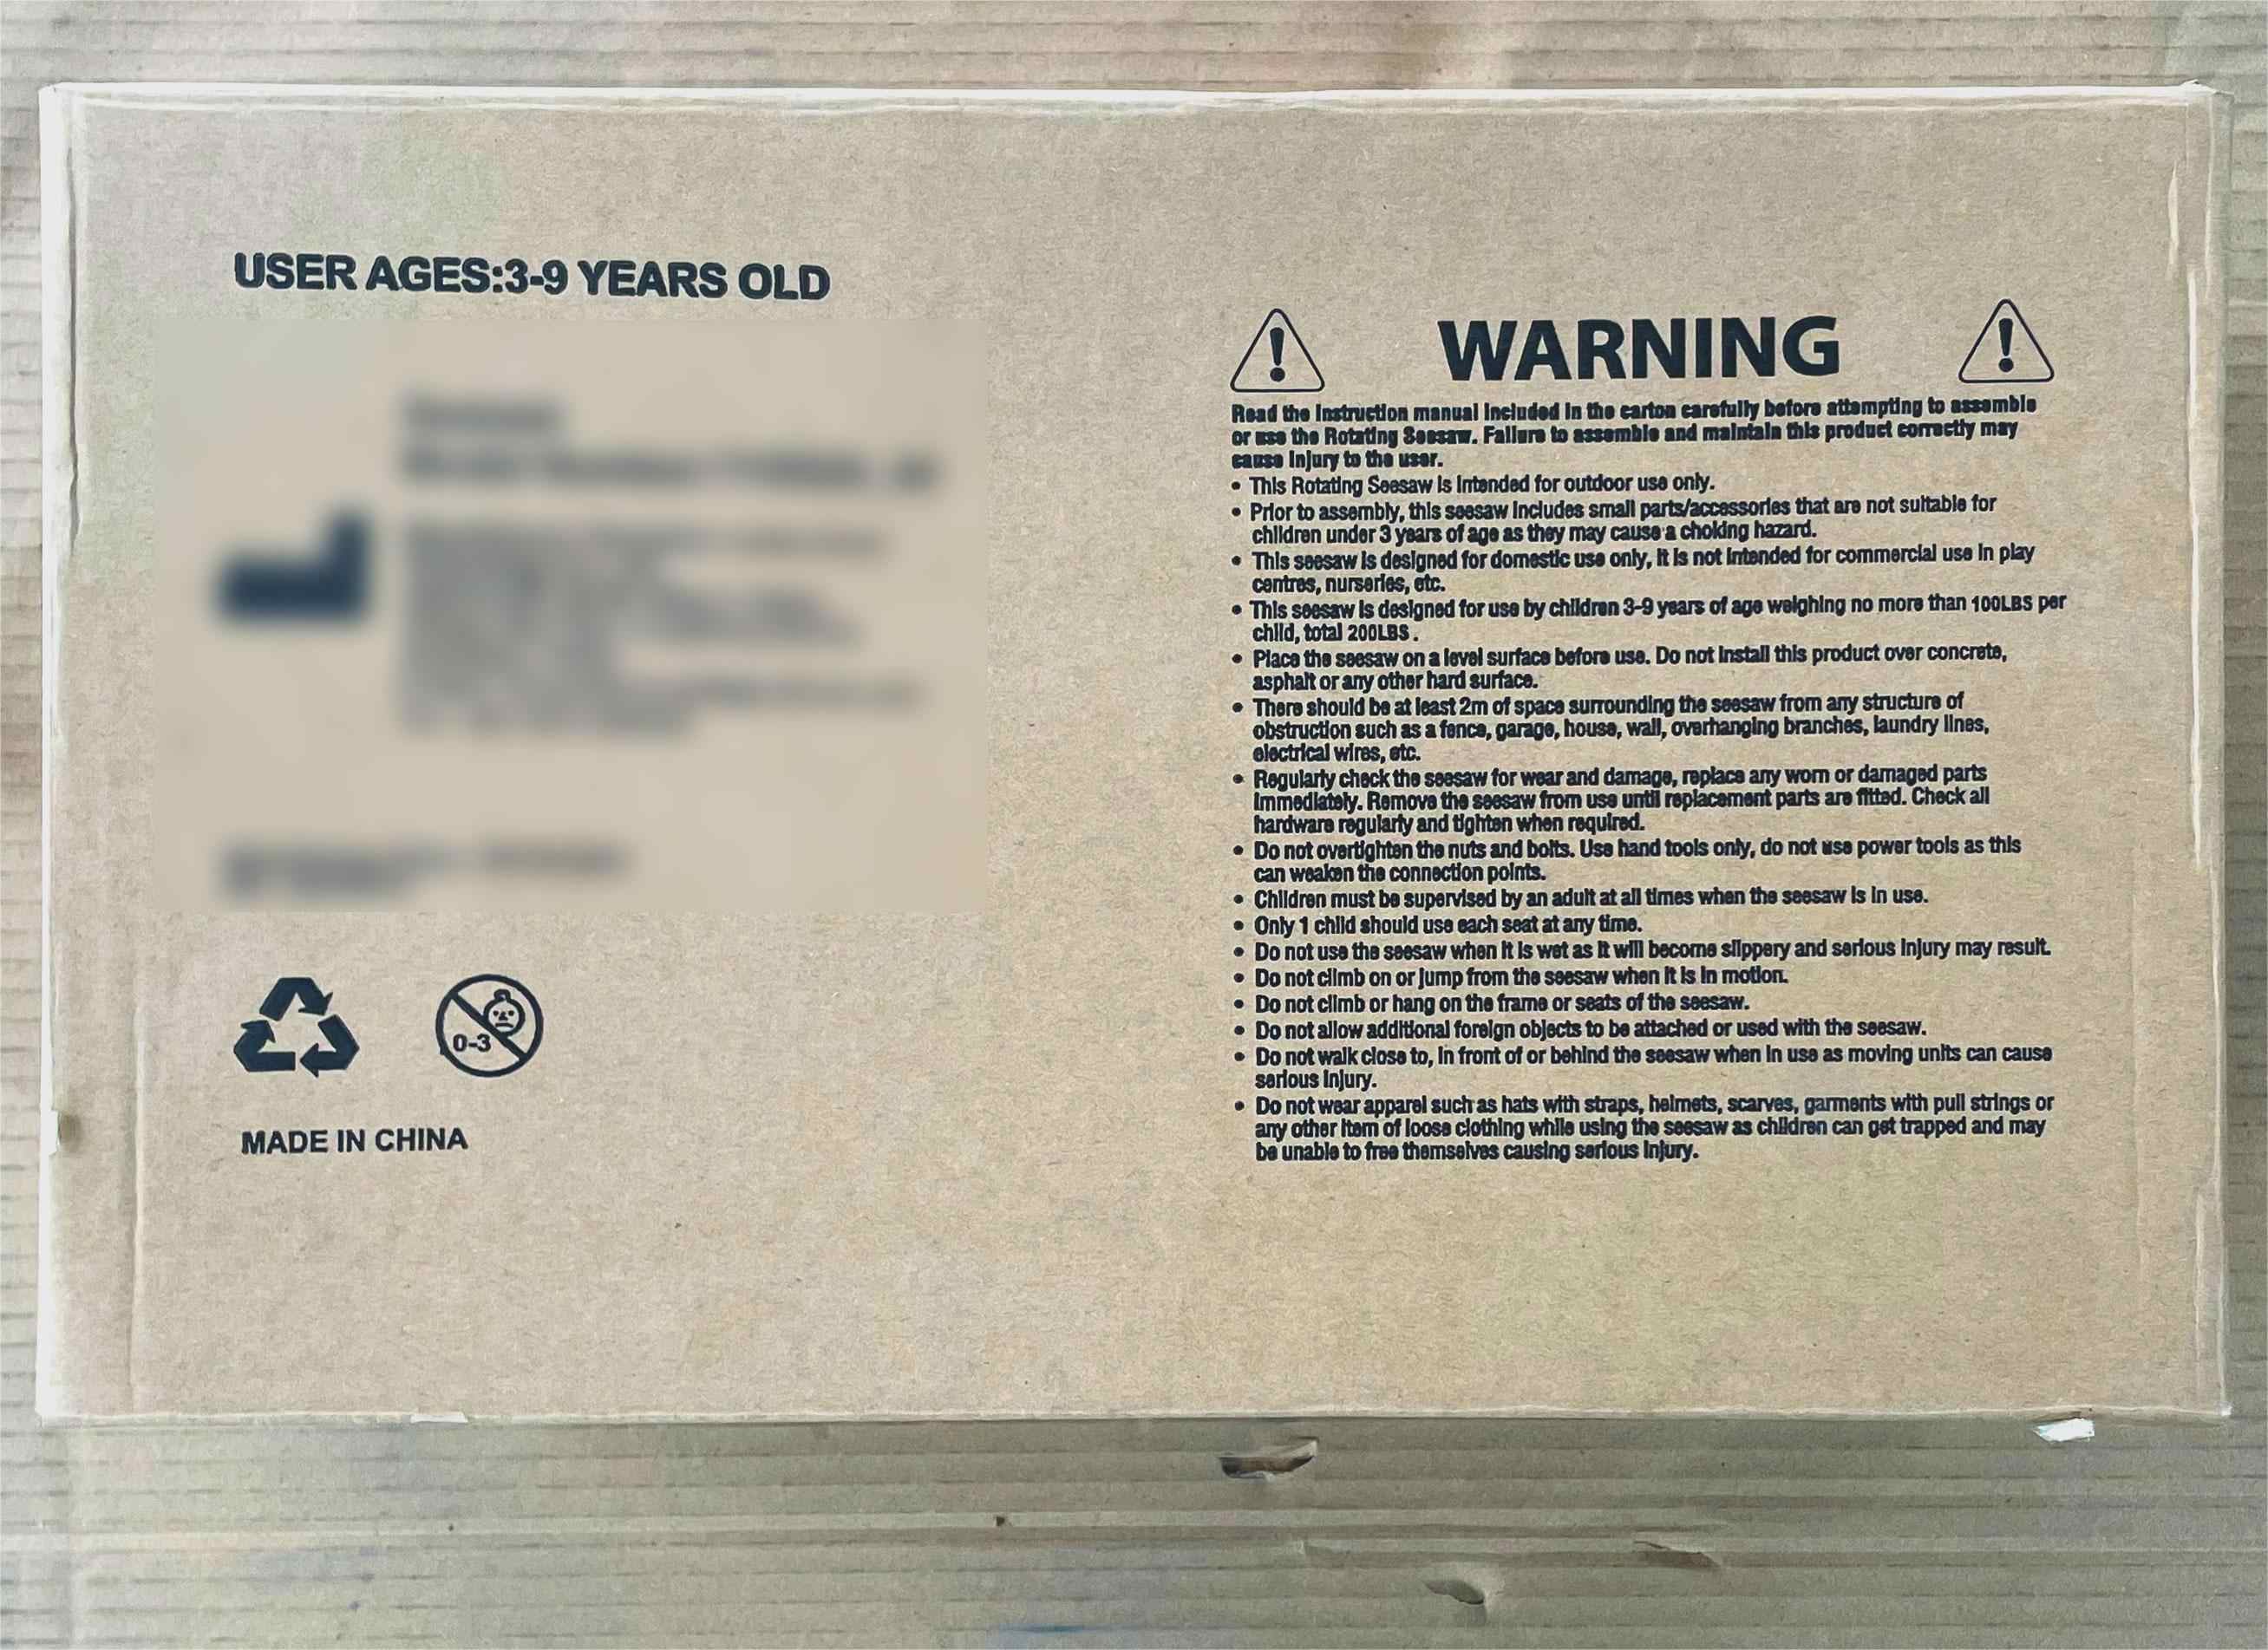 USER AGES:3-9 YEARS OLD
0-3
MADE IN CHINA
WARNING
Read the instruction manual included in the carton carefully before attempting to assemble
or use the Rotating Seesaw. Failure to assemble and maintain this product correctly may
cause injury to the user.
• This Rotating Seesaw is intended for outdoor use only.
• Prior to assembly, this seesaw includes small parts/accessories that are not suitable for
children under 3 years of age as they may cause a choking hazard.
• This seesaw is designed for domestic use only, it is not intended for commercial use in play
centres, nurseries, etc.
• This seesaw is designed for use by children 3-9 years of age weighing no more than 100LBS per
child, total 200LBS.
• Place the seesaw on a level surface before use. Do not install this product over concrete,
asphalt or any other hard surface.
• There should be at least 2m of space surrounding the seesaw from any structure of
obstruction such as a fence, garage, house, wall, overhanging branches, laundry lines,
electrical wires, etc.
• Regularly check the seesaw for wear and damage, replace any worn or damaged parts
immediately. Remove the seesaw from use until replacement parts are fitted. Check all
hardware regularly and tighten when required.
• Do not overtighten the nuts and bolts. Use hand tools only, do not use power tools as this
can weaken the connection points.
• Children must be supervised by an adult at all times when the seesaw is in use.
• Only 1 child should use each seat at any time.
• Do not use the seesaw when it is wet as it will become slippery and serious injury may result.
• Do not climb on or jump from the seesaw when it is in motion.
• Do not climb or hang on the frame or seats of the seesaw.
• Do not allow additional foreign objects to be attached or used with the seesaw.
• Do not walk close to, in front of or behind the seesaw when in use as moving units can cause
serious injury.
• Do not wear apparel such as hats with straps, helmets, scarves, garments with pull strings or
any other item of loose clothing while using the seesaw as children can get trapped and may
be unable to free themselves causing serious injury.